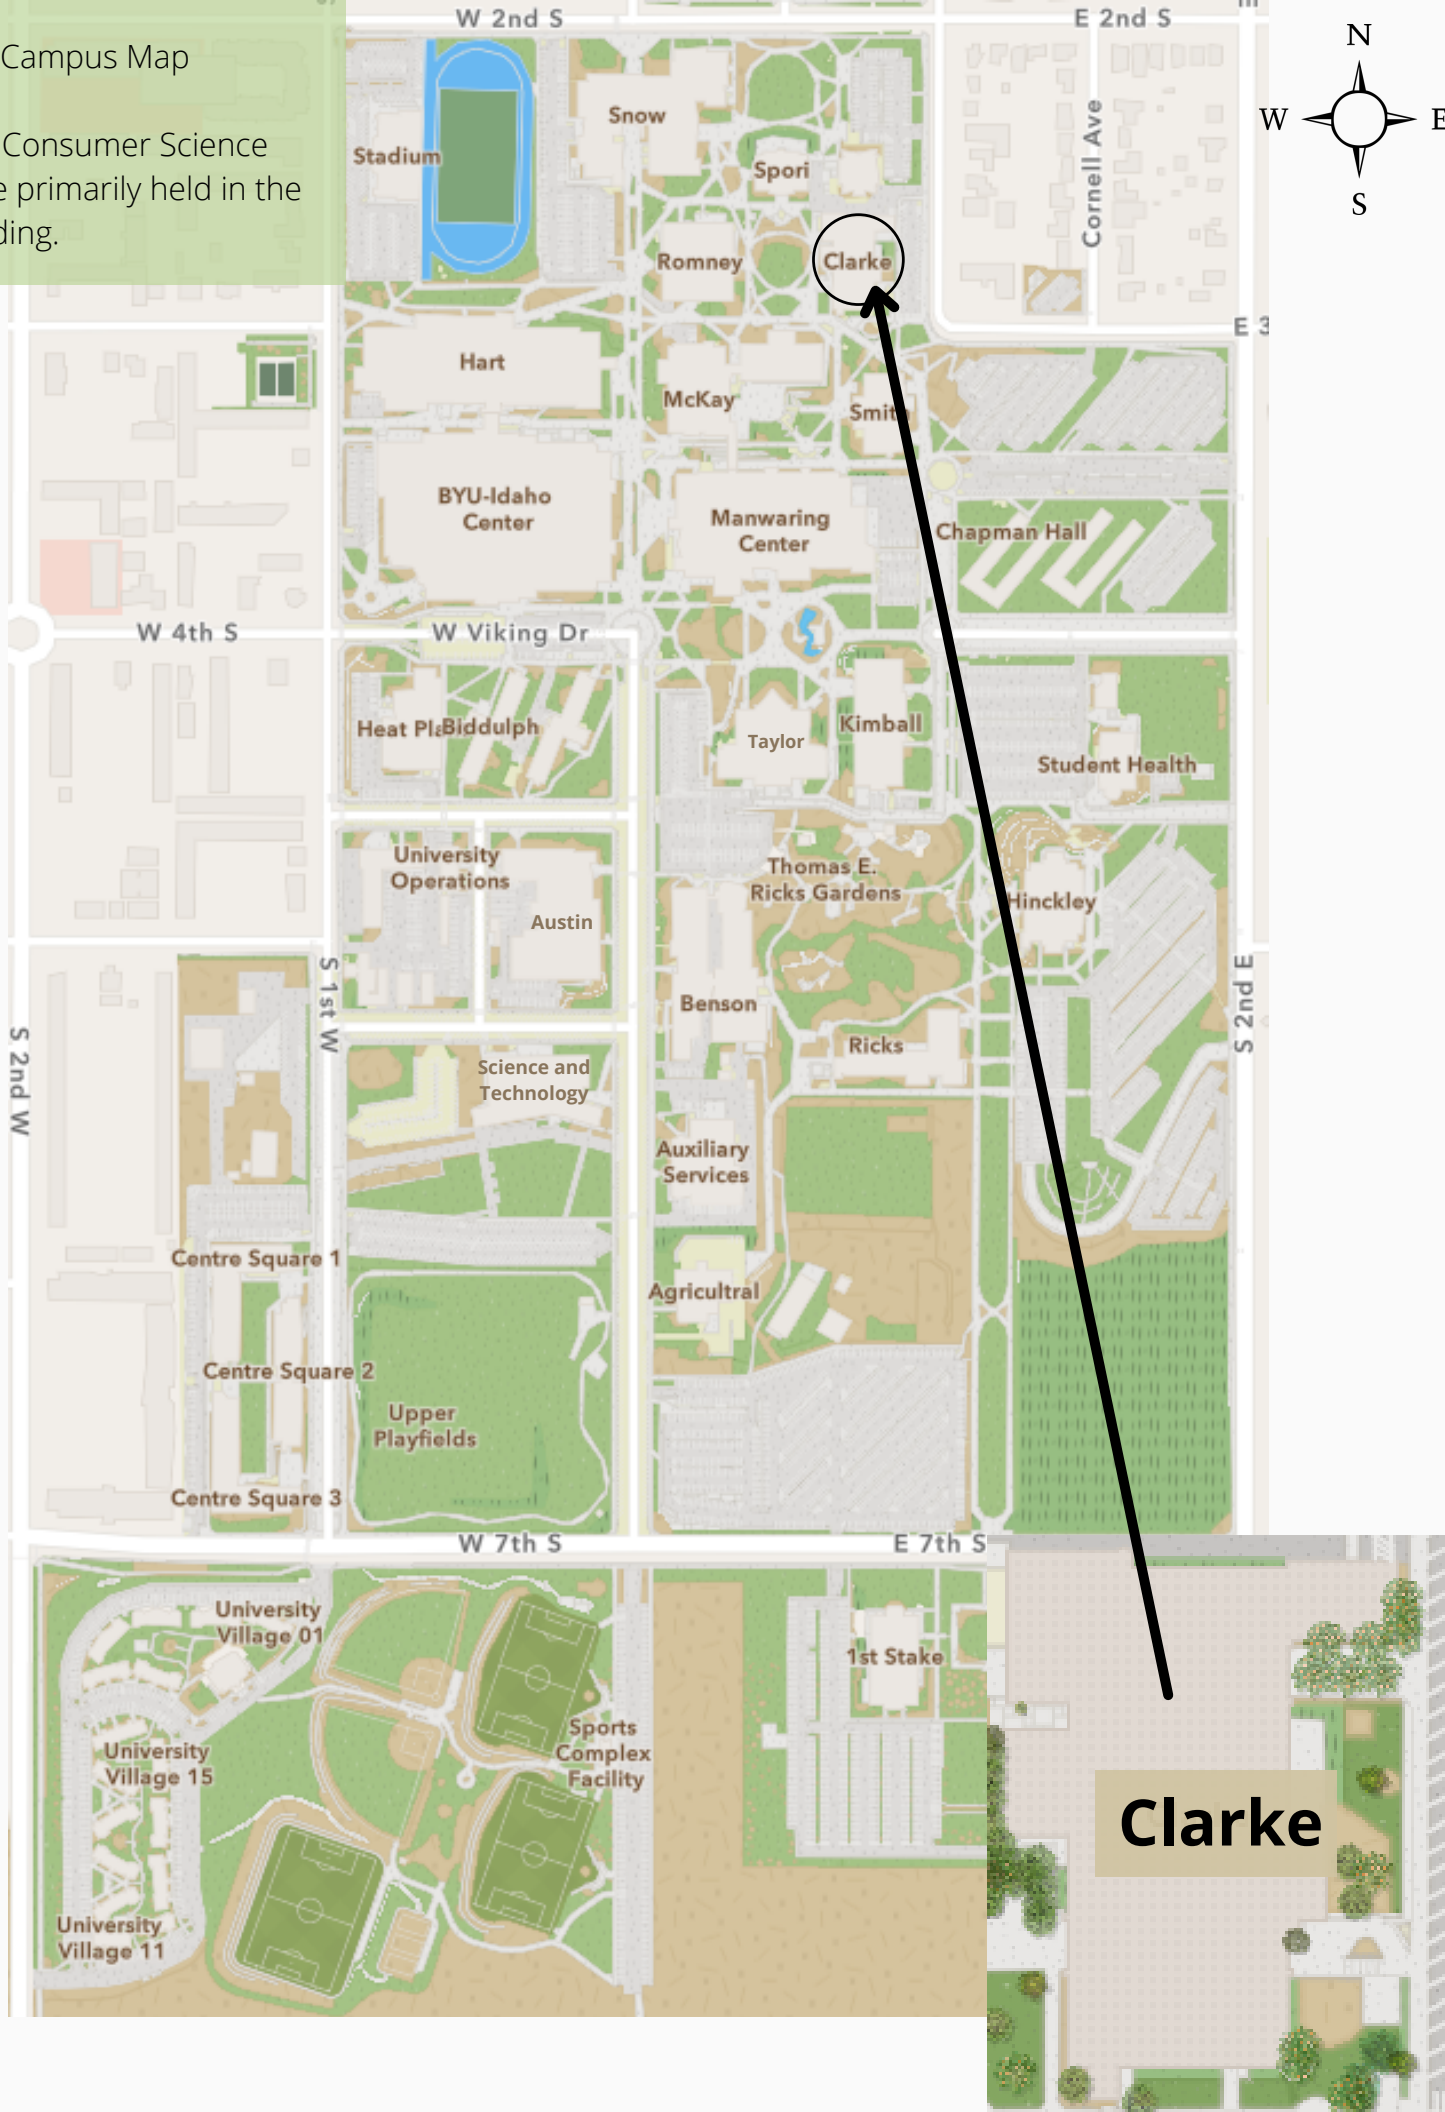 Campus Map
Consumer Science
primarily held in the
W 2nd S
E 2nd S
N
W
E
S
Cornell Ave
Snow
Stadium
Spori
Romney
Clarke
Hart
McKay
Smith
BYU-Idaho
Center
Manwaring
Center
Chapman Hall
W 4th S
W Viking Dr
Heat Pla
Biddulph
Taylor
Kimball
Student Health
University
Operations
Austin
Thomas E.
Ricks Gardens
Hinckley
S 1st W
S 2nd W
S 2nd E
Benson
Ricks
Science and
Technology
Auxiliary
Services
Centre Square 1
Agricultral
Centre Square 2
Upper
Playfields
Centre Square 3
W 7th S
E 7th S
University
Village 01
1st Stake
Sports
Complex
Facility
University
Village 15
Clarke
University
Village 11